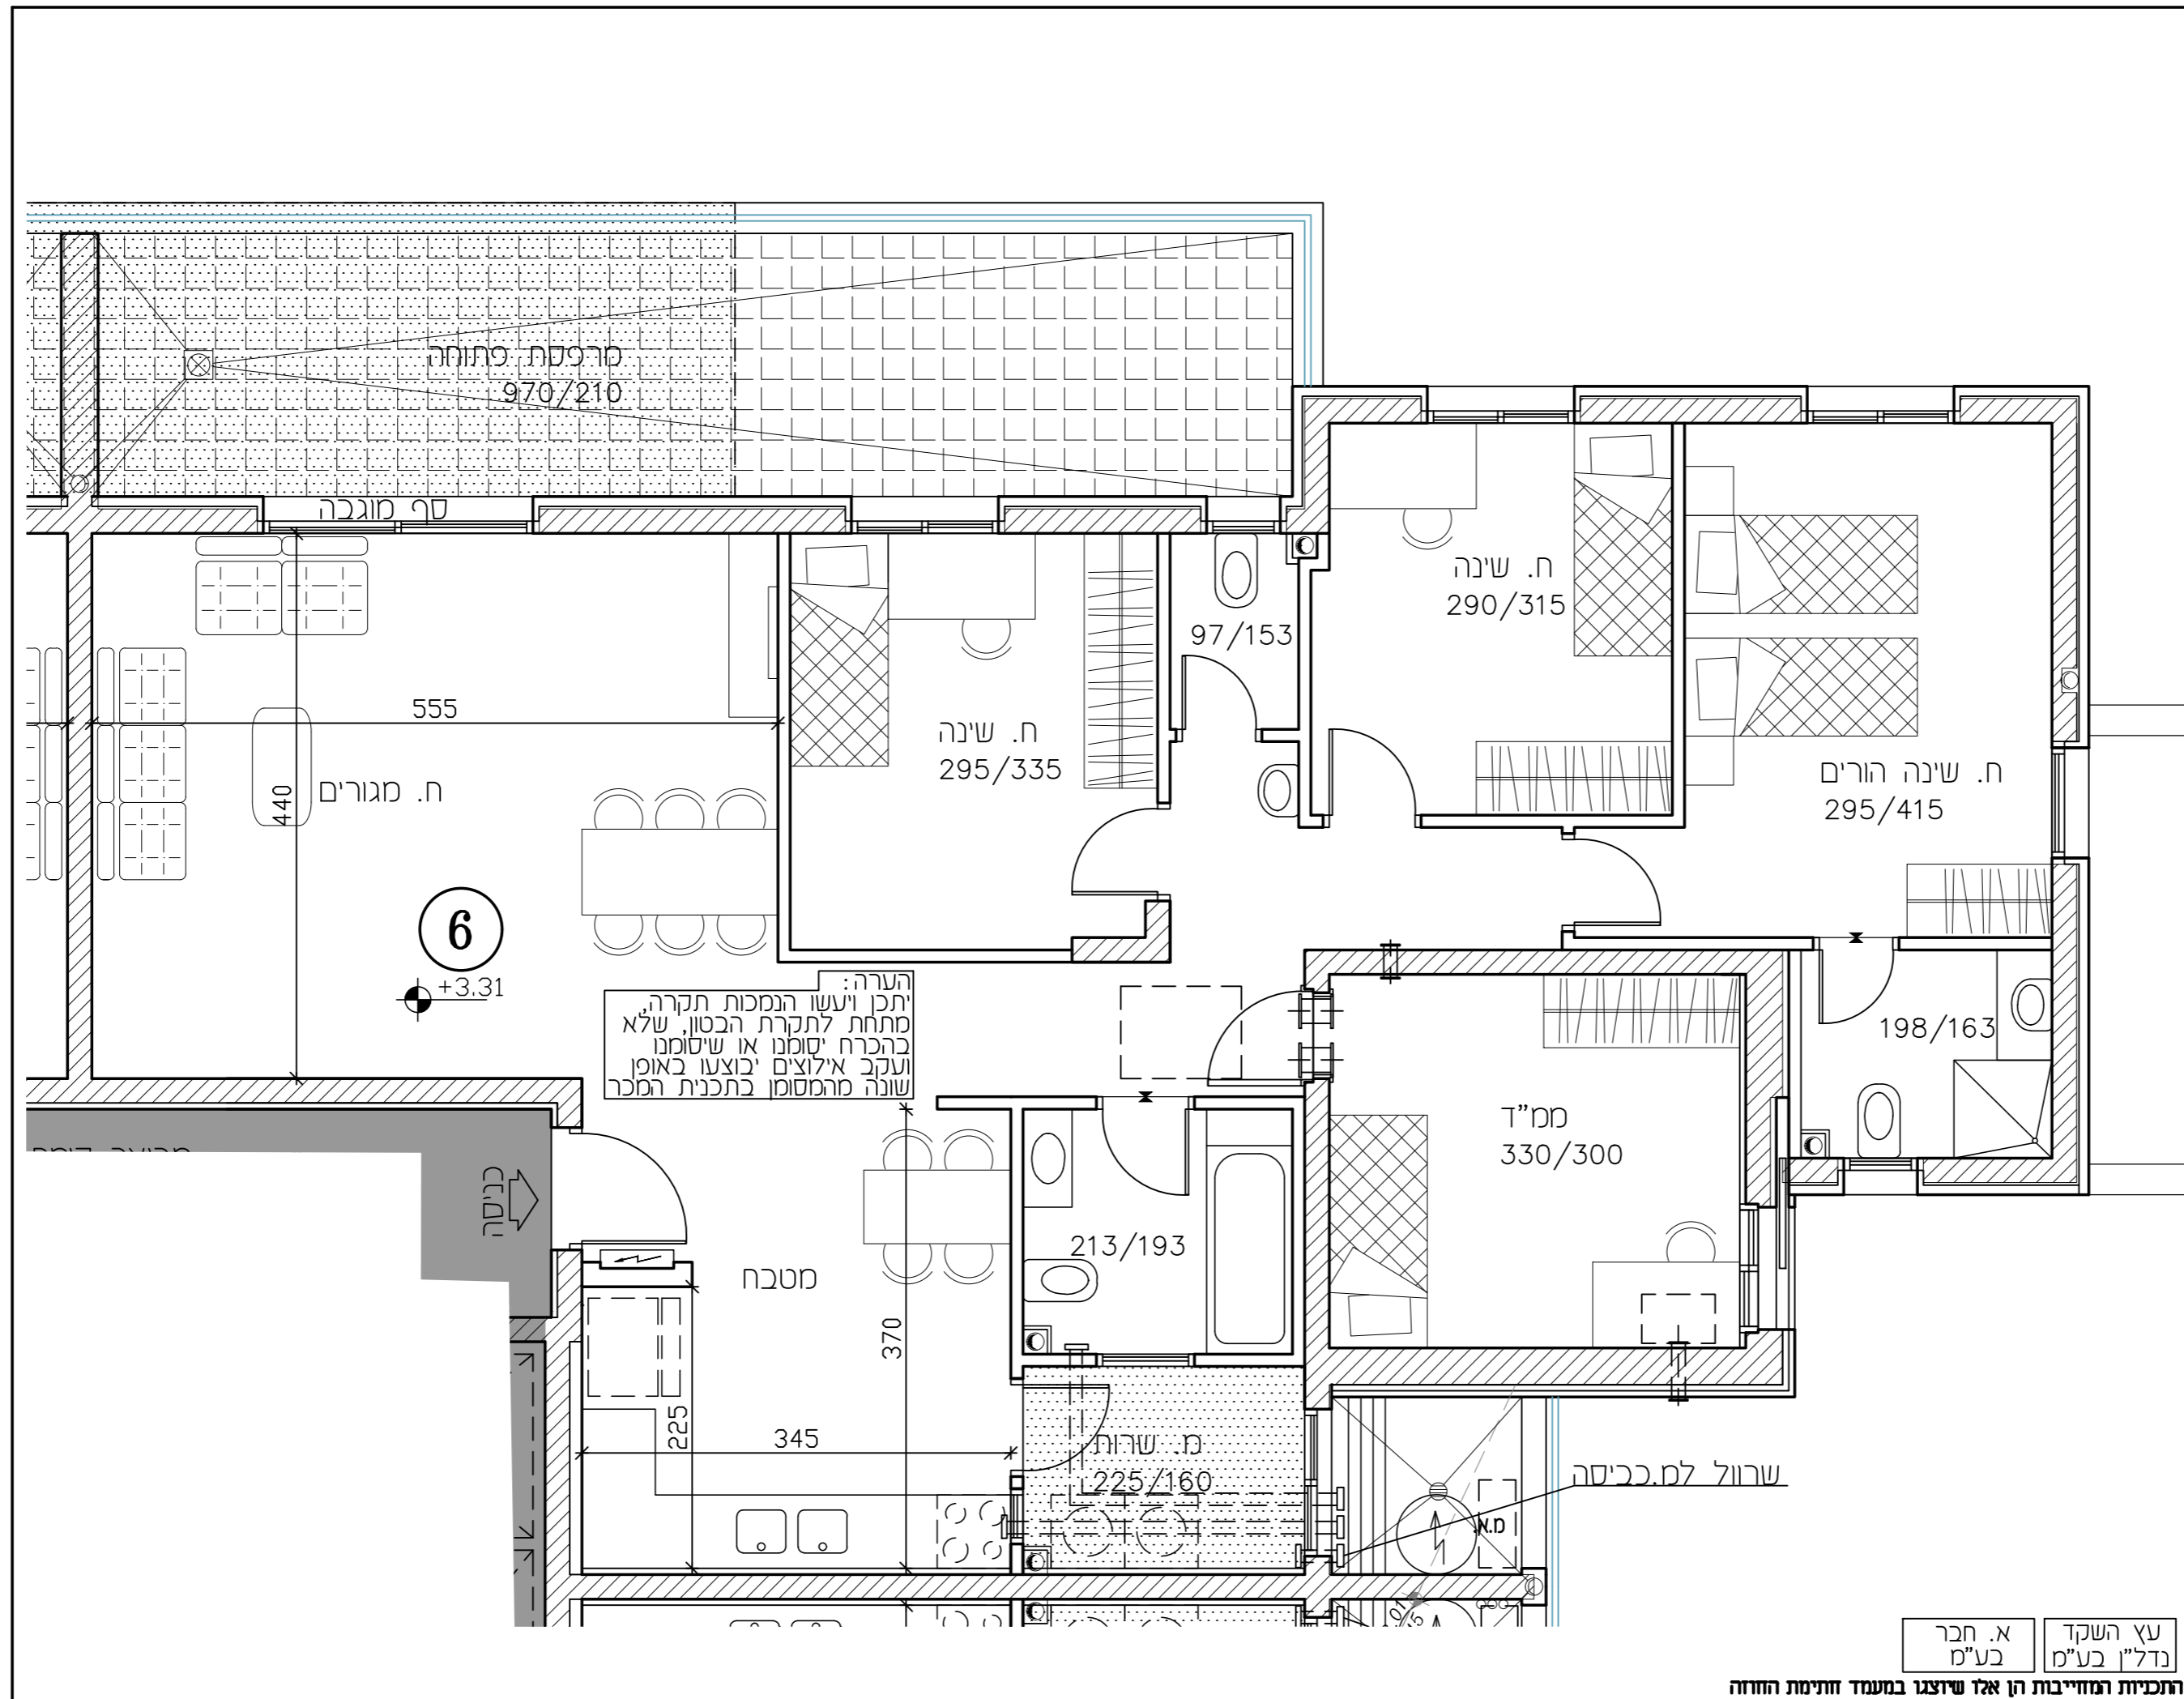 מרפסת פתוחה
970/210
סף מוגבה
ח. שינה
290/315
97/153
555
ח. שינה
295/335
ח. שינה הורים
295/415
440
ח. מגורים
6
+3.31
הערה:
יתכן ויעשו הנמכות תקרה,
מתחת לתקרת הבטון, שלא
בהכרח יסומנו או שיסומנו
ועקב אילוצים יבוצעו באופן
שונה מהמסומן בתכנית המכר
198/163
ממ"ד
330/300
כניסה
213/193
מטבח
370
225
345
מ. שרות
225/160
שרוול למ.כביסה
מ.א.
עץ השקד
נדל"ן בע"מ
א. חבר
בע"מ
התכניות המחייבות הן אלו שיוצגו במעמד חתימת החוזה